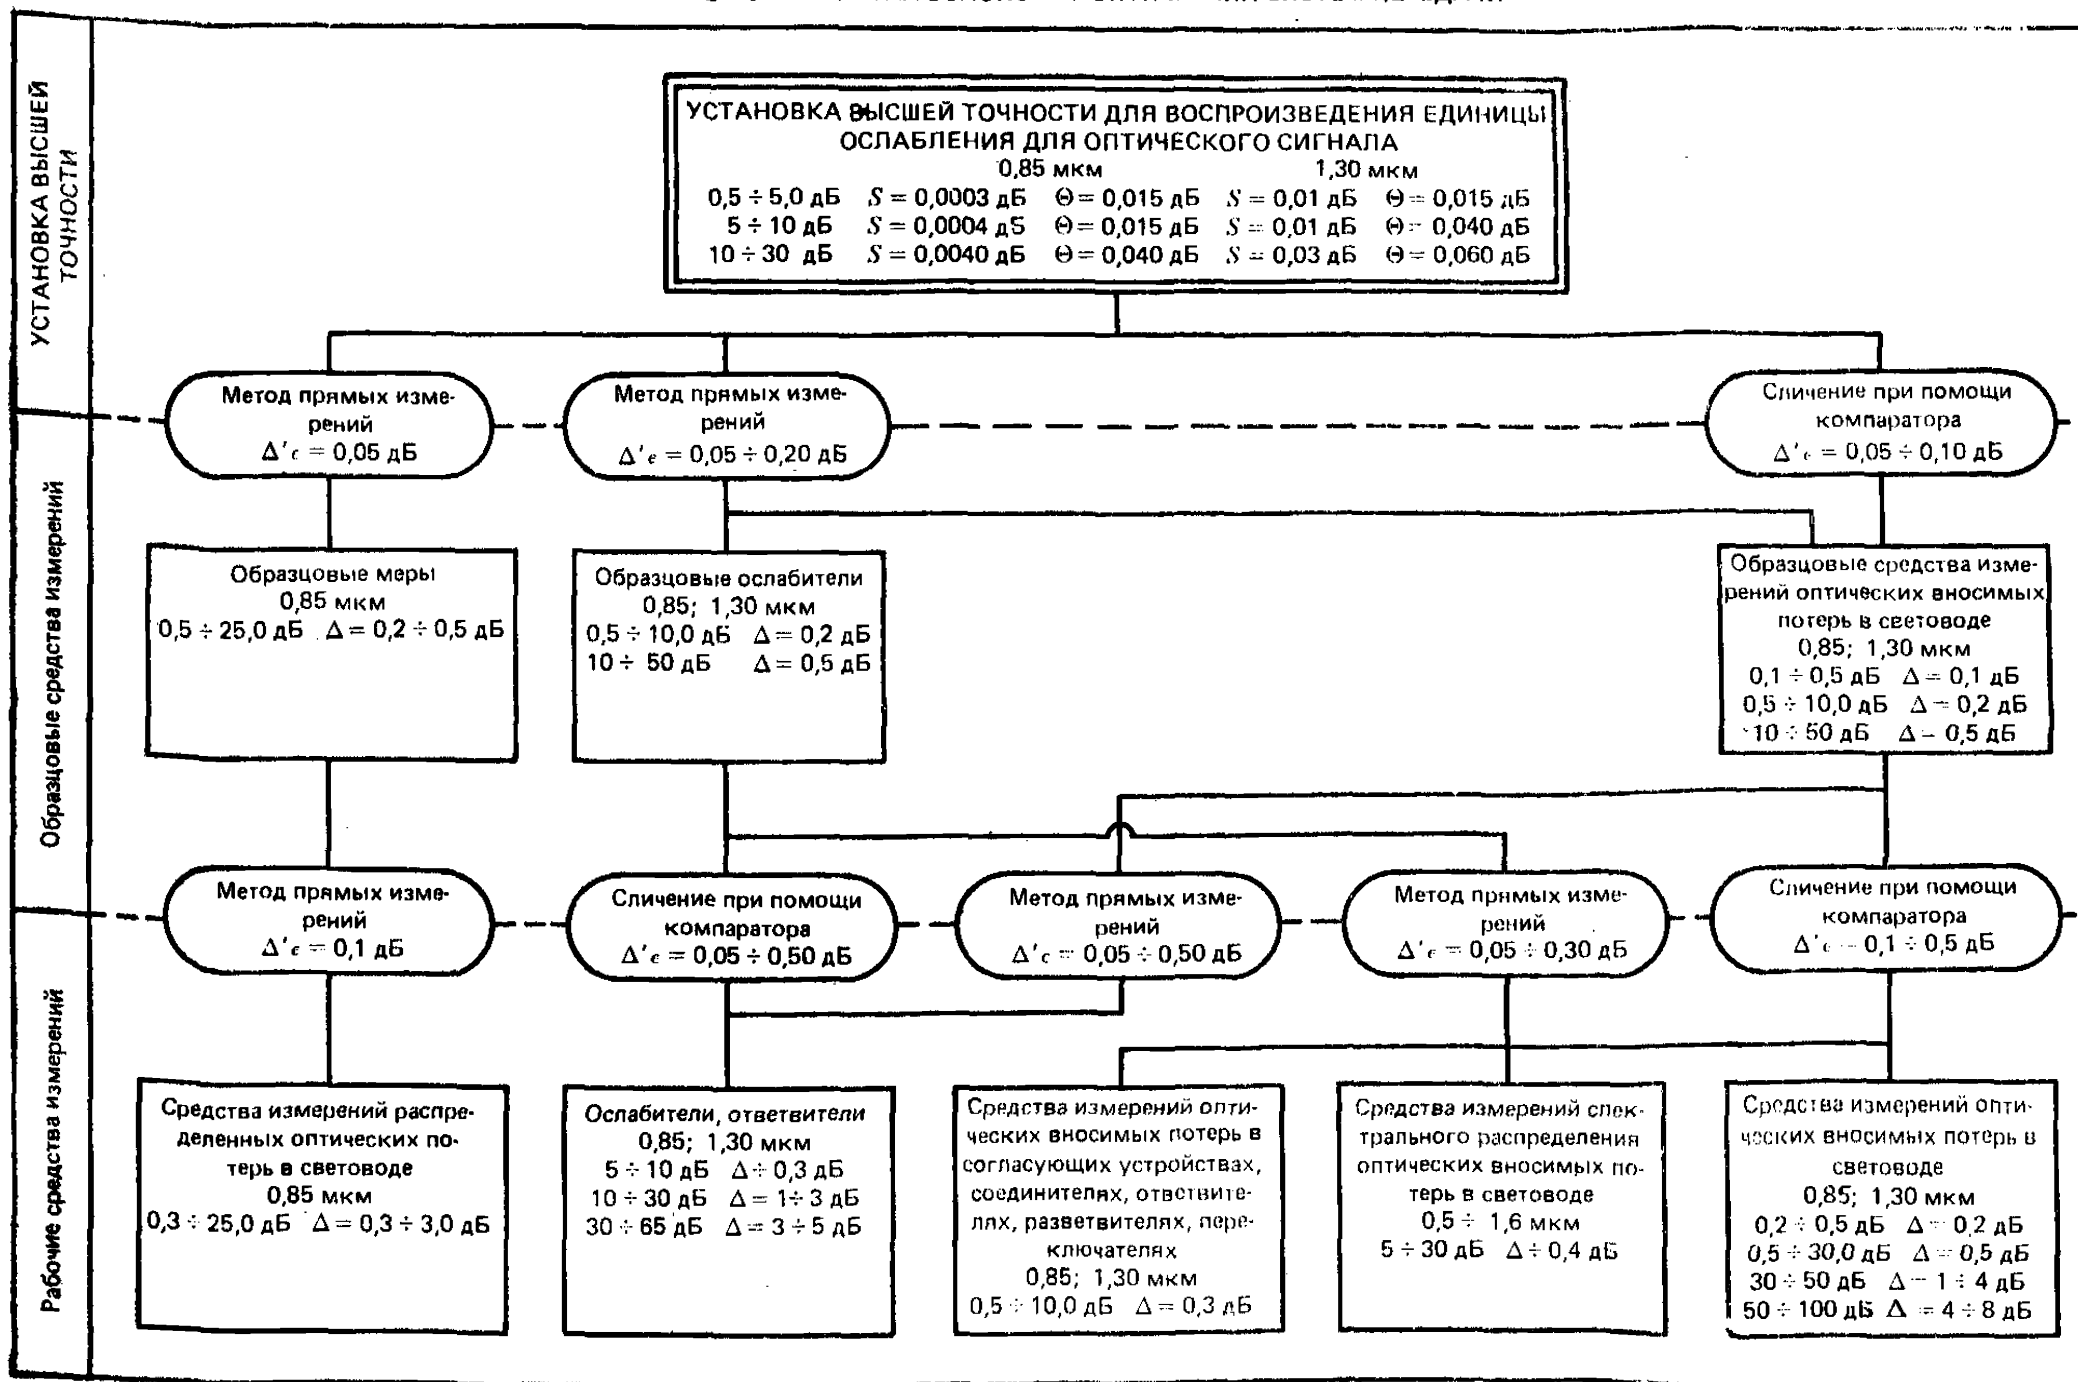 УСТАНОВКА ВЫСШЕЙ
ТОЧНОСТИ
УСТАНОВКА ВЫСШЕЙ ТОЧНОСТИ ДЛЯ ВОСПРОИЗВЕДЕНИЯ ЕДИНИЦЫ
ОСЛАБЛЕНИЯ ДЛЯ ОПТИЧЕСКОГО СИГНАЛА
0,85 мкм 1,30 мкм
0,5 ÷ 5,0 дБ S = 0,0003 дБ Θ = 0,015 дБ S = 0,01 дБ Θ = 0,015 дБ
5 ÷ 10 дБ S = 0,0004 дБ Θ = 0,015 дБ S = 0,01 дБ Θ = 0,040 дБ
10 ÷ 30 дБ S = 0,0040 дБ Θ = 0,040 дБ S = 0,03 дБ Θ = 0,060 дБ
Метод прямых изме-
рений
Δ'ε = 0,05 дБ
Метод прямых изме-
рений
Δ'ε = 0,05 ÷ 0,20 дБ
Сличение при помощи
компаратора
Δ'ε = 0,05 ÷ 0,10 дБ
Образцовые средства измерений
Образцовые меры
0,85 мкм
0,5 ÷ 25,0 дБ Δ = 0,2 ÷ 0,5 дБ
Образцовые ослабители
0,85; 1,30 мкм
0,5 ÷ 10,0 дБ Δ = 0,2 дБ
10 ÷ 50 дБ Δ = 0,5 дБ
Образцовые средства изме-
рений оптических вносимых
потерь в световоде
0,85; 1,30 мкм
0,1 ÷ 0,5 дБ Δ = 0,1 дБ
0,5 ÷ 10,0 дБ Δ = 0,2 дБ
10 ÷ 50 дБ Δ = 0,5 дБ
Метод прямых изме-
рений
Δ'ε = 0,1 дБ
Сличение при помощи
компаратора
Δ'ε = 0,05 ÷ 0,50 дБ
Метод прямых изме-
рений
Δ'ε = 0,05 ÷ 0,50 дБ
Метод прямых изме-
рений
Δ'ε = 0,05 ÷ 0,30 дБ
Сличение при помощи
компаратора
Δ'ε = 0,1 ÷ 0,5 дБ
Рабочие средства измерений
Средства измерений распре-
деленных оптических по-
терь в световоде
0,85 мкм
0,3 ÷ 25,0 дБ Δ = 0,3 ÷ 3,0 дБ
Ослабители, ответвители
0,85; 1,30 мкм
5 ÷ 10 дБ Δ ÷ 0,3 дБ
10 ÷ 30 дБ Δ = 1 ÷ 3 дБ
30 ÷ 65 дБ Δ = 3 ÷ 5 дБ
Средства измерений опти-
ческих вносимых потерь в
согласующих устройствах,
соединителях, ответвите-
лях, разветвителях, пере-
ключателях
0,85; 1,30 мкм
0,5 ÷ 10,0 дБ Δ = 0,3 дБ
Средства измерений спек-
трального распределения
оптических вносимых по-
терь в световоде
0,5 ÷ 1,6 мкм
5 ÷ 30 дБ Δ ÷ 0,4 дБ
Средства измерений опти-
ческих вносимых потерь в
световоде
0,85; 1,30 мкм
0,2 ÷ 0,5 дБ Δ = 0,2 дБ
0,5 ÷ 30,0 дБ Δ = 0,5 дБ
30 ÷ 50 дБ Δ = 1 ÷ 4 дБ
50 ÷ 100 дБ Δ = 4 ÷ 8 дБ